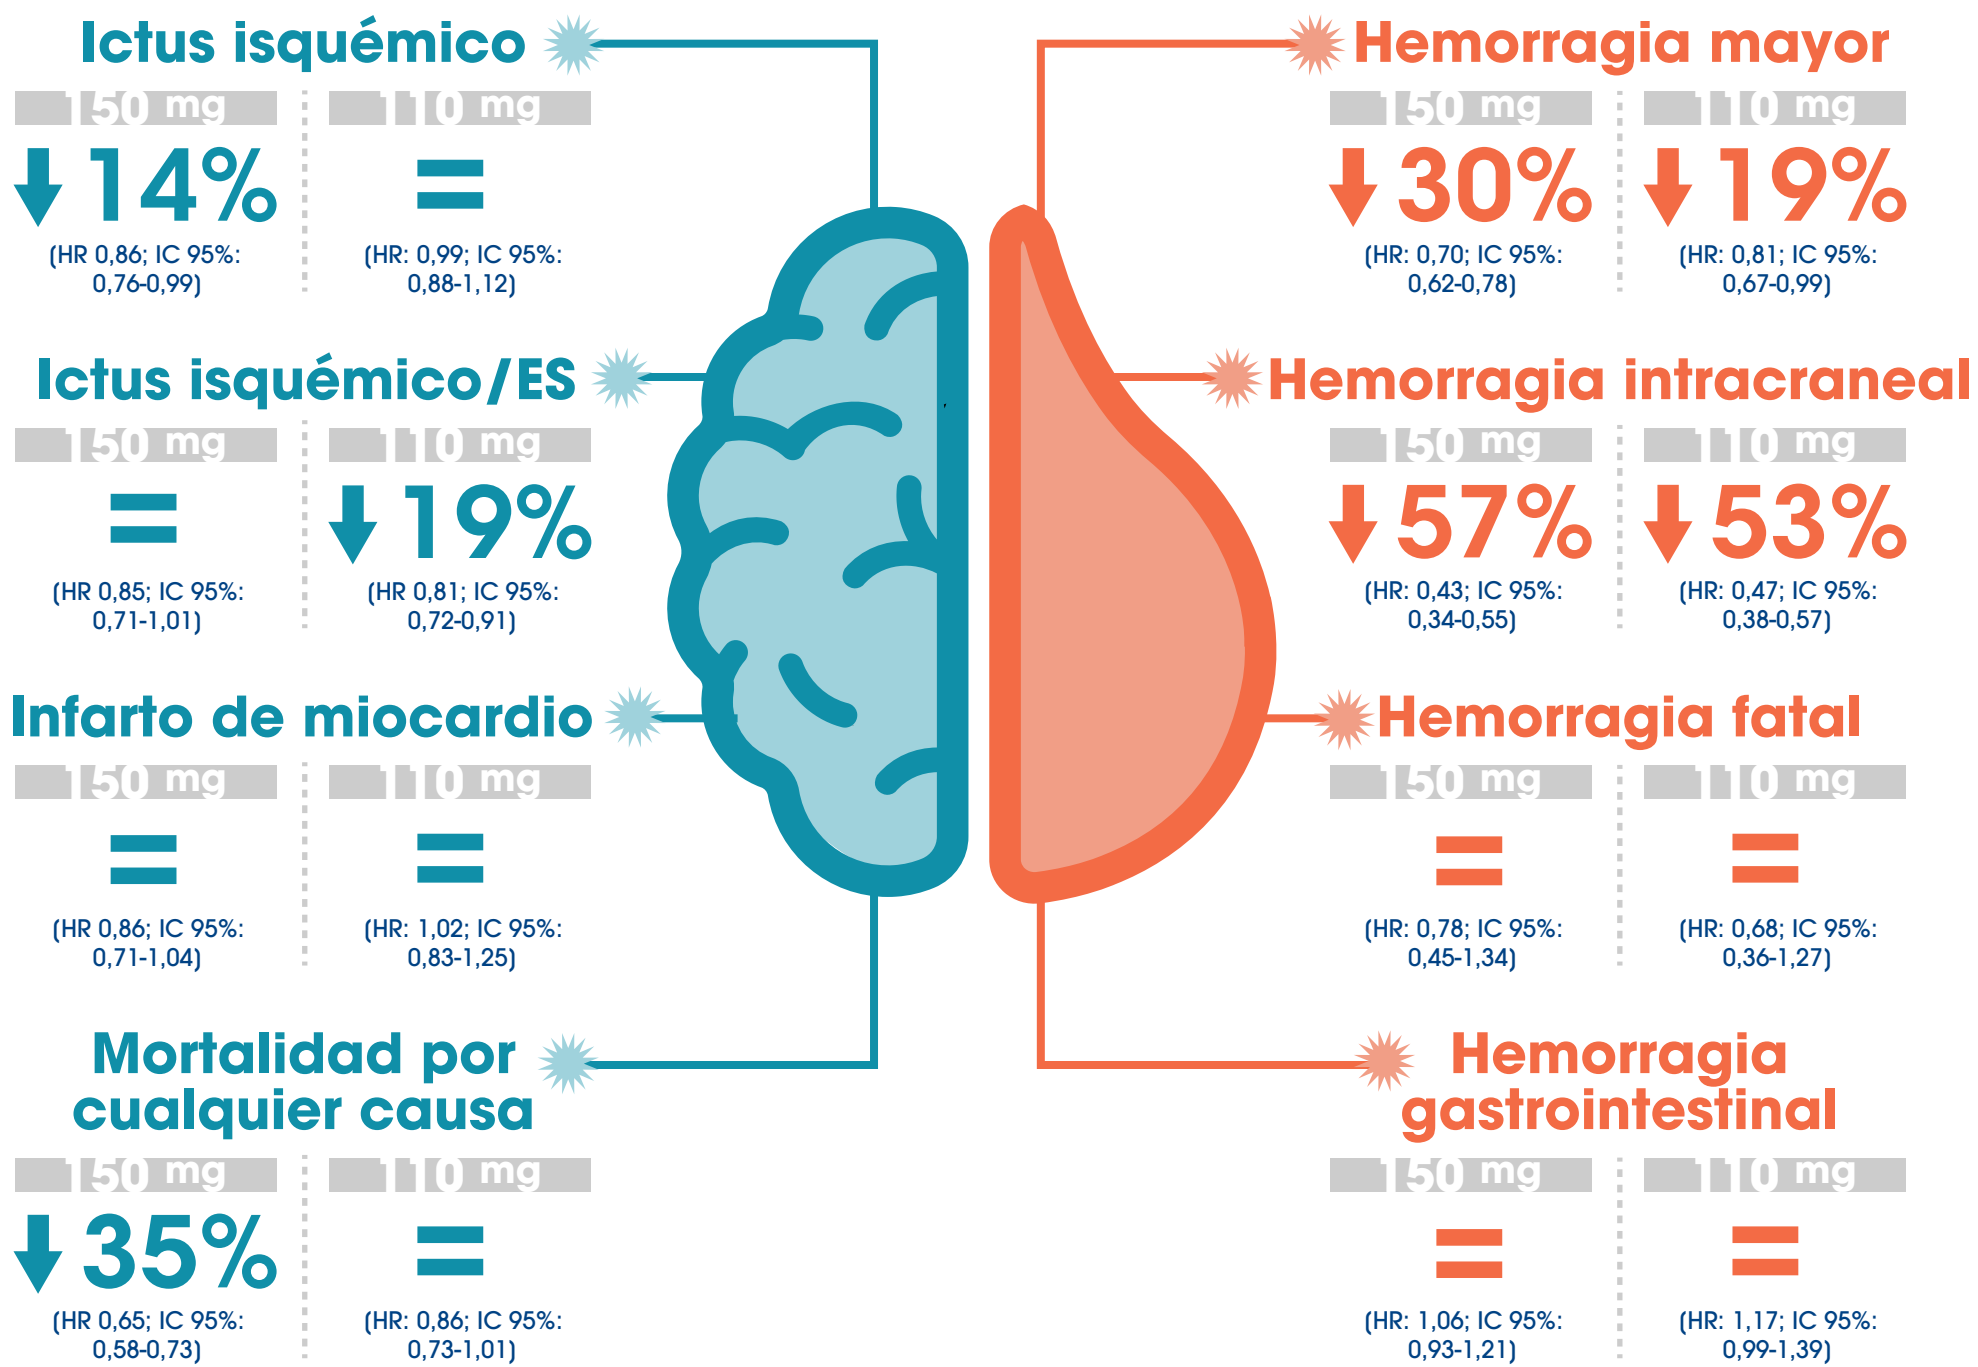 Ictus isquémico
150 mg
110 mg
14%
=
(HR 0,86; IC 95%:
0,76-0,99)
(HR: 0,99; IC 95%:
0,88-1,12)
Ictus isquémico/ES
150 mg
110 mg
=
19%
(HR 0,85; IC 95%:
0,71-1,01)
(HR 0,81; IC 95%:
0,72-0,91)
Infarto de miocardio
150 mg
110 mg
=
=
(HR 0,86; IC 95%:
0,71-1,04)
(HR: 1,02; IC 95%:
0,83-1,25)
Mortalidad por
cualquier causa
150 mg
110 mg
35%
=
(HR 0,65; IC 95%:
0,58-0,73)
(HR: 0,86; IC 95%:
0,73-1,01)
Hemorragia mayor
150 mg
110 mg
30%
19%
(HR: 0,70; IC 95%:
0,62-0,78)
(HR: 0,81; IC 95%:
0,67-0,99)
Hemorragia intracraneal
150 mg
110 mg
57%
53%
(HR: 0,43; IC 95%:
0,34-0,55)
(HR: 0,47; IC 95%:
0,38-0,57)
Hemorragia fatal
150 mg
110 mg
=
=
(HR: 0,78; IC 95%:
0,45-1,34)
(HR: 0,68; IC 95%:
0,36-1,27)
Hemorragia
gastrointestinal
150 mg
110 mg
=
=
(HR: 1,06; IC 95%:
0,93-1,21)
(HR: 1,17; IC 95%:
0,99-1,39)